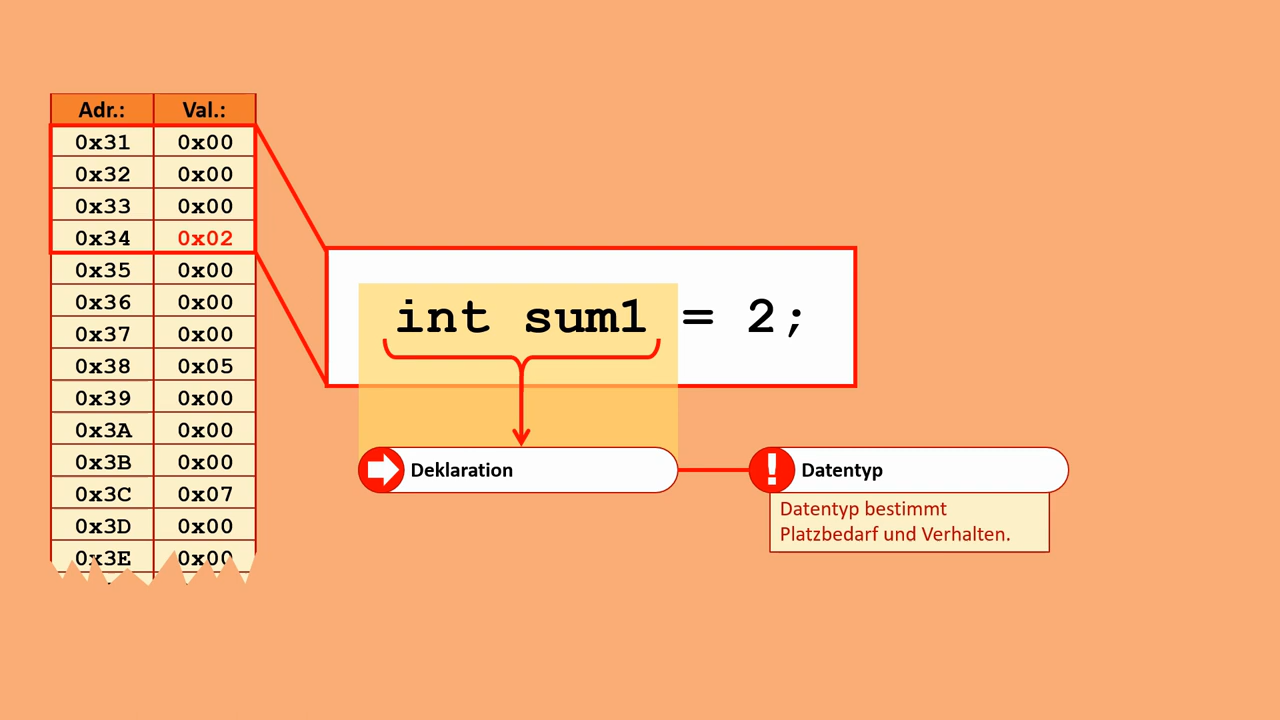 Adr.: Val.:
0x31 0x00
0x32 0x00
0x33 0x00
0x34 0x02
0x35 0x00
0x36 0x00
0x37 0x00
0x38 0x05
0x39 0x00
0x3A 0x00
0x3B 0x00
0x3C 0x07
0x3D 0x00
0x3E 0x00
int sum1 = 2;
Deklaration
! Datentyp
Datentyp bestimmt
Platzbedarf und Verhalten.